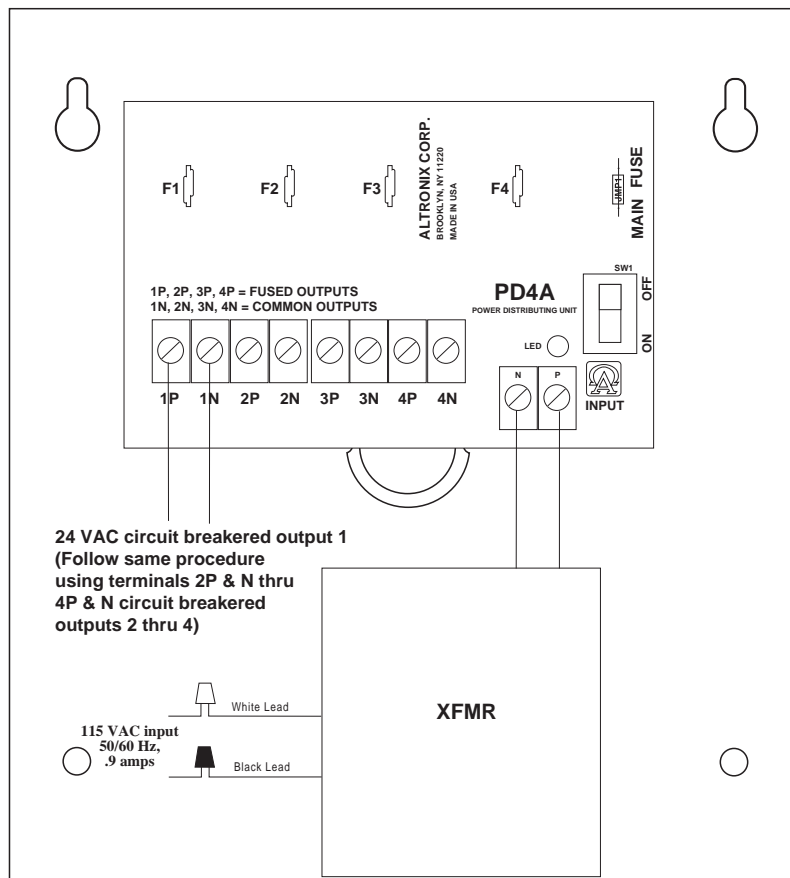 F1
F2
F3
ALTRONIX CORP.
BROOKLYN, NY 11220
MADE IN USA
F4
JMP1
MAIN FUSE
1P, 2P, 3P, 4P = FUSED OUTPUTS
1N, 2N, 3N, 4N = COMMON OUTPUTS
PD4A
POWER DISTRIBUTING UNIT
SW1
OFF
ON
LED
N
P
INPUT
1P
1N
2P
2N
3P
3N
4P
4N
24 VAC circuit breakered output 1
(Follow same procedure
using terminals 2P & N thru
4P & N circuit breakered
outputs 2 thru 4)
White Lead
115 VAC input
50/60 Hz,
.9 amps
Black Lead
XFMR